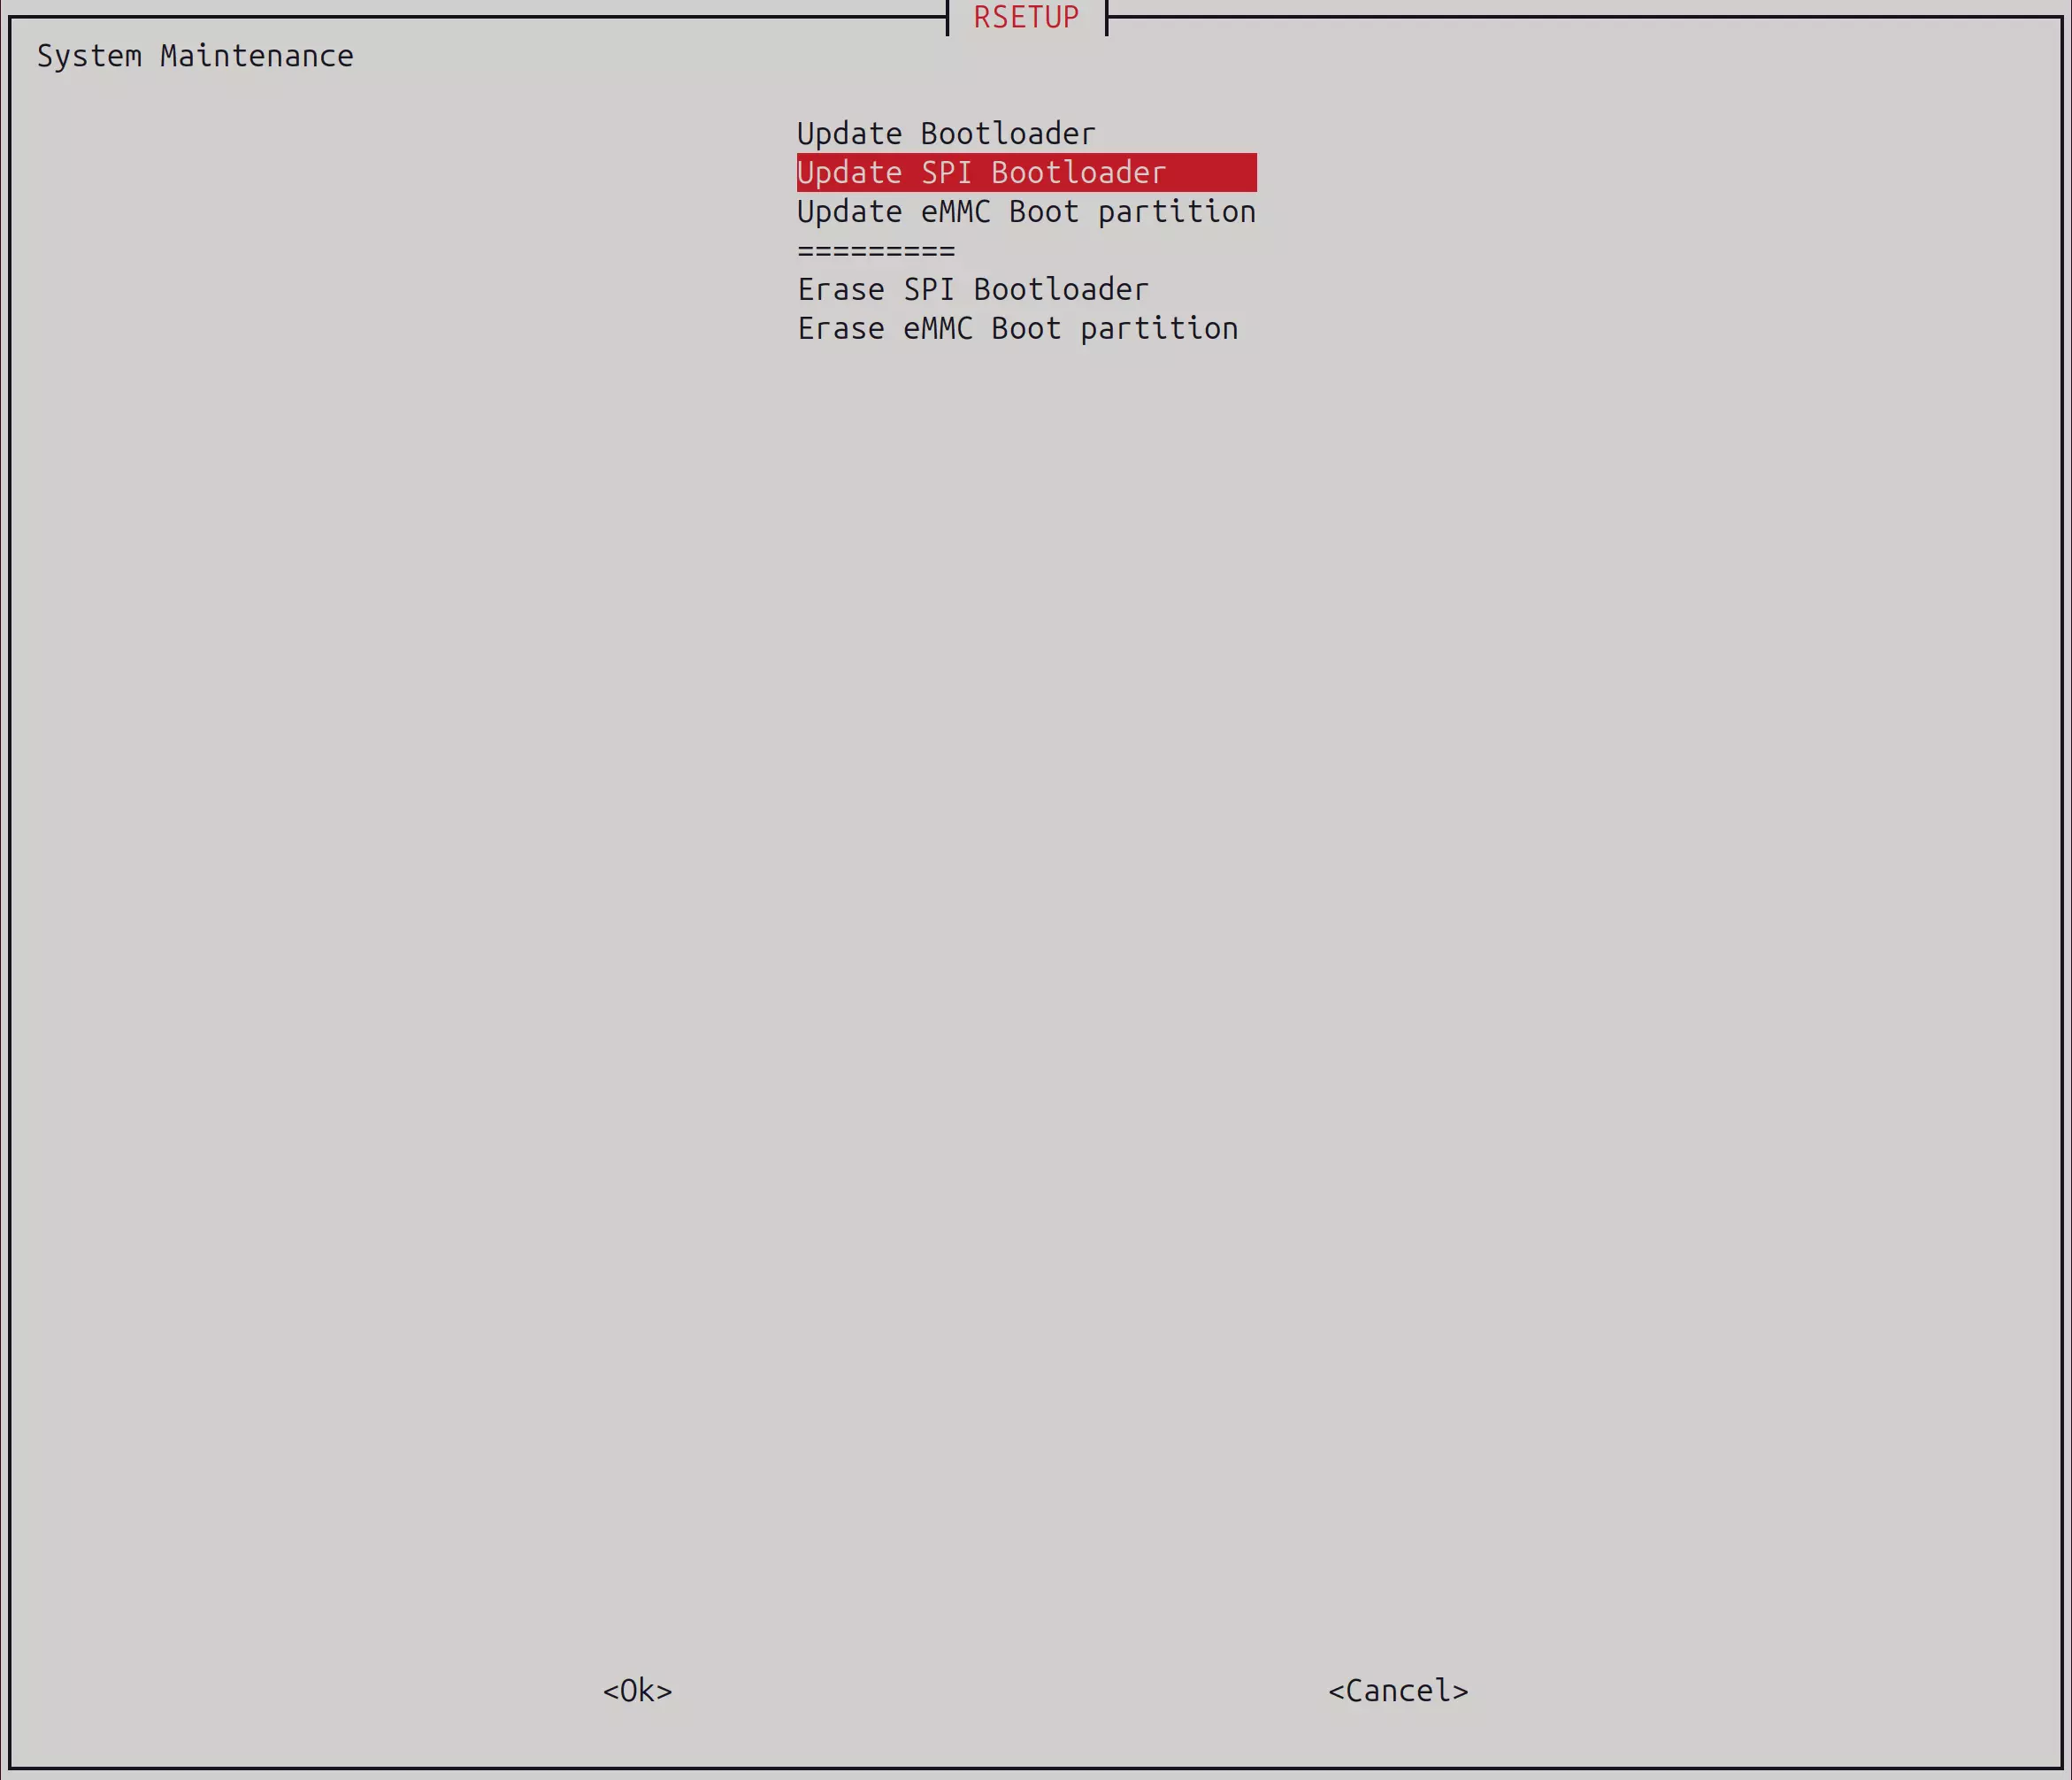 RSETUP
System Maintenance
Update Bootloader
Update SPI Bootloader
Update eMMC Boot partition
=========
Erase SPI Bootloader
Erase eMMC Boot partition
<Ok> <Cancel>